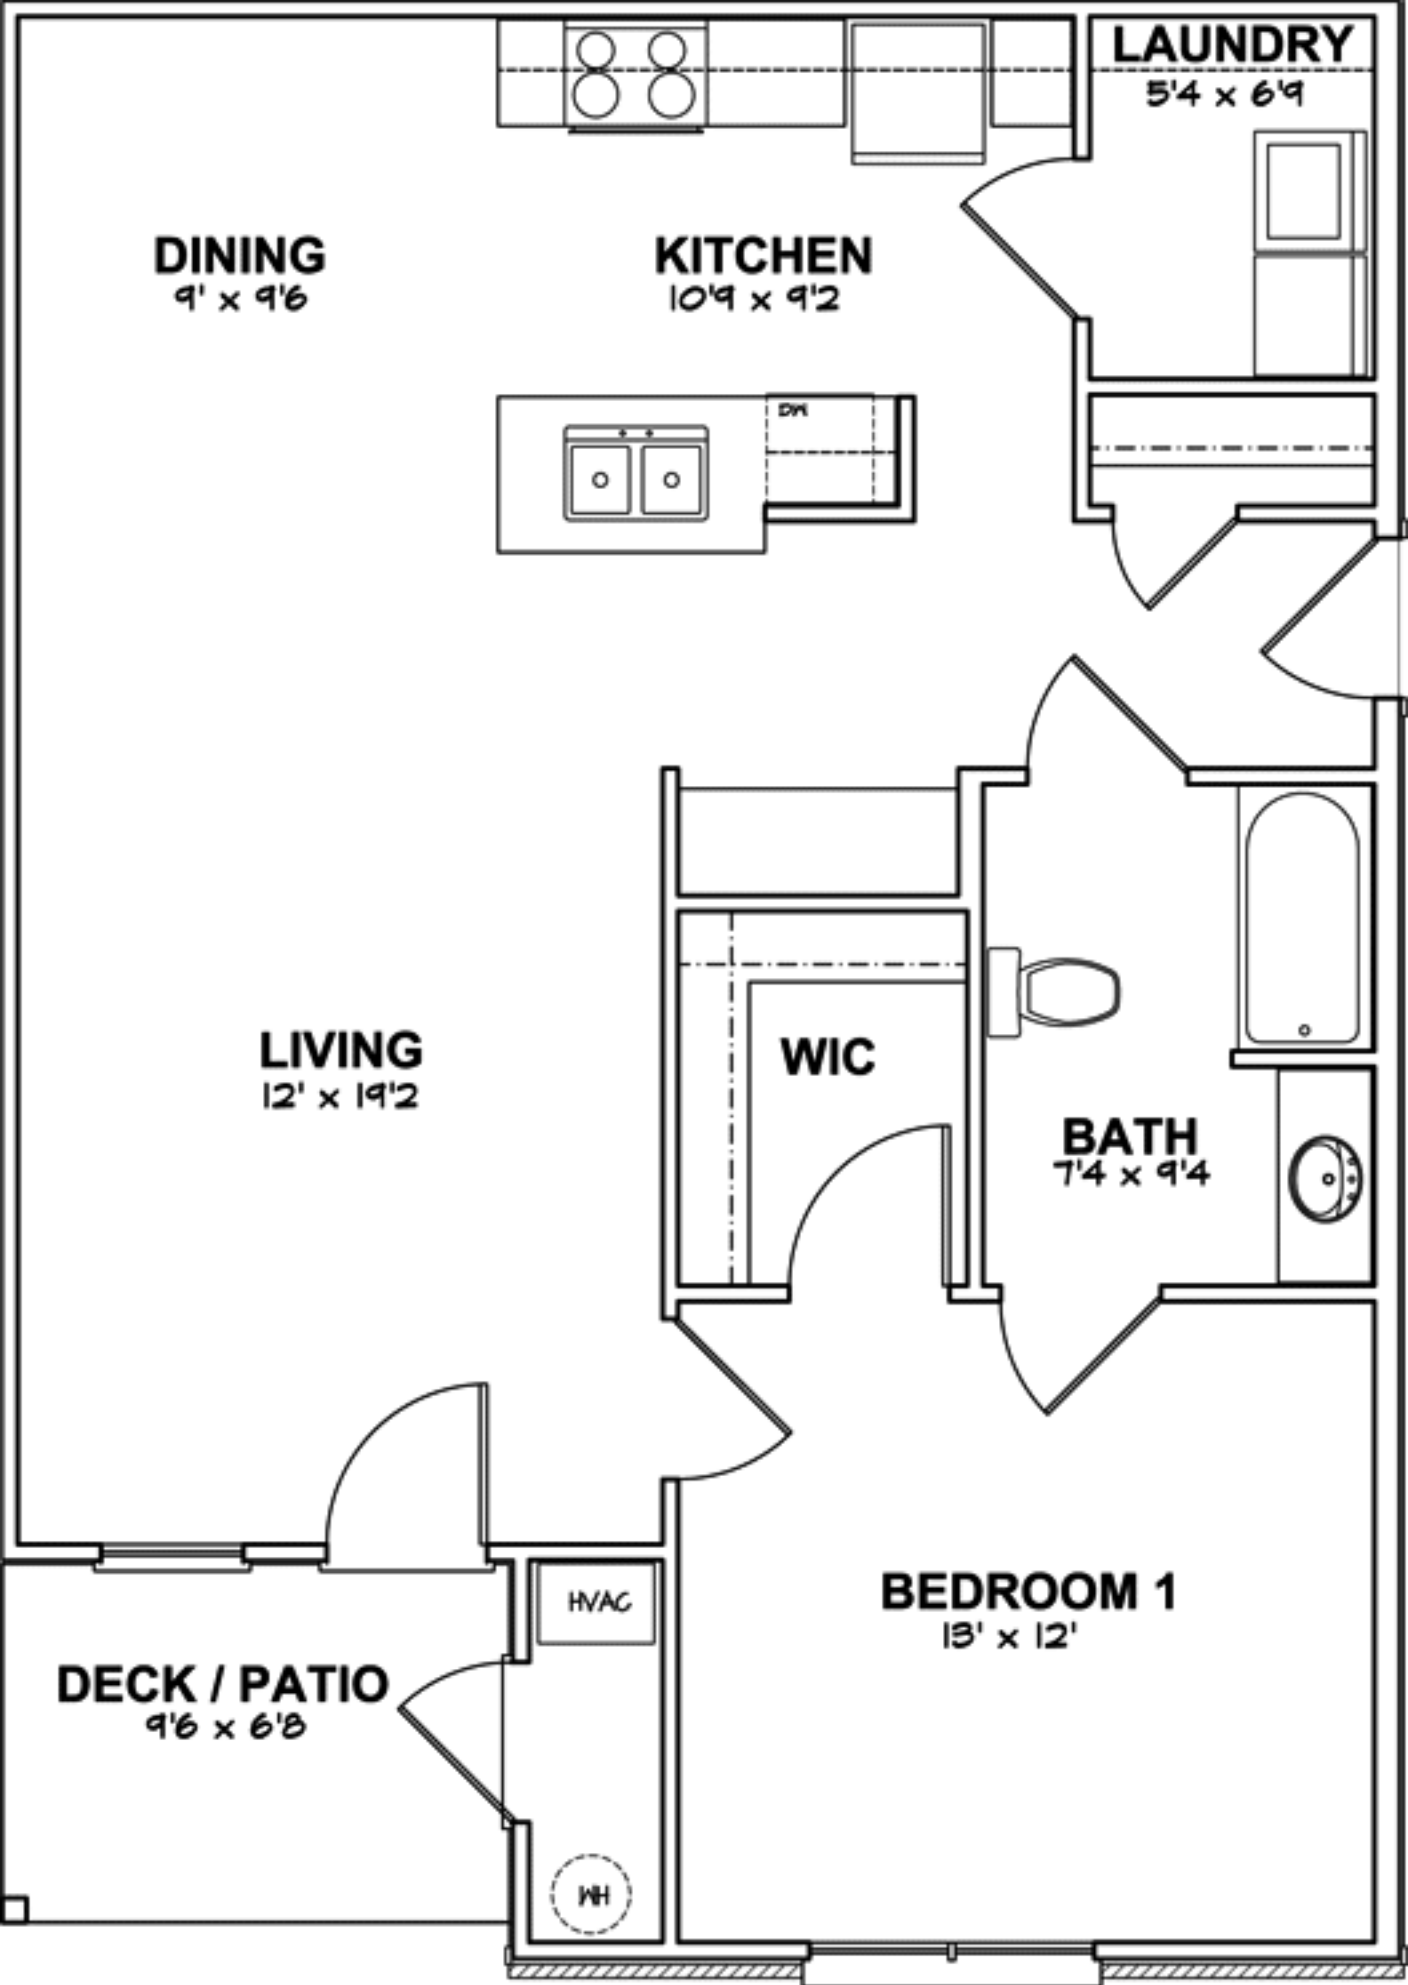 LAUNDRY
5'4 x 6'9
DINING
9' x 9'6
KITCHEN
10'9 x 9'2
DW
LIVING
12' x 19'2
WIC
BATH
7'4 x 9'4
BEDROOM 1
13' x 12'
HVAC
DECK / PATIO
9'6 x 6'8
WH